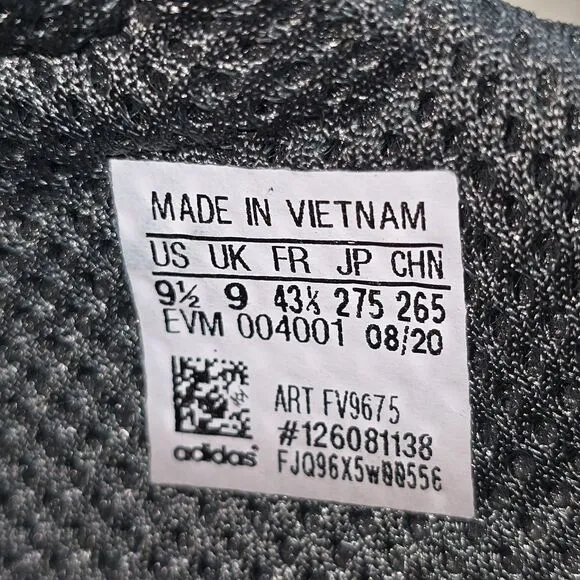 MADE IN VIETNAM
US UK FR JP CHN
9½ 9 43⅓ 275 265
EVM 004001 08/20
ART FV9675
#126081138
adidas
FJQ96X5w00556